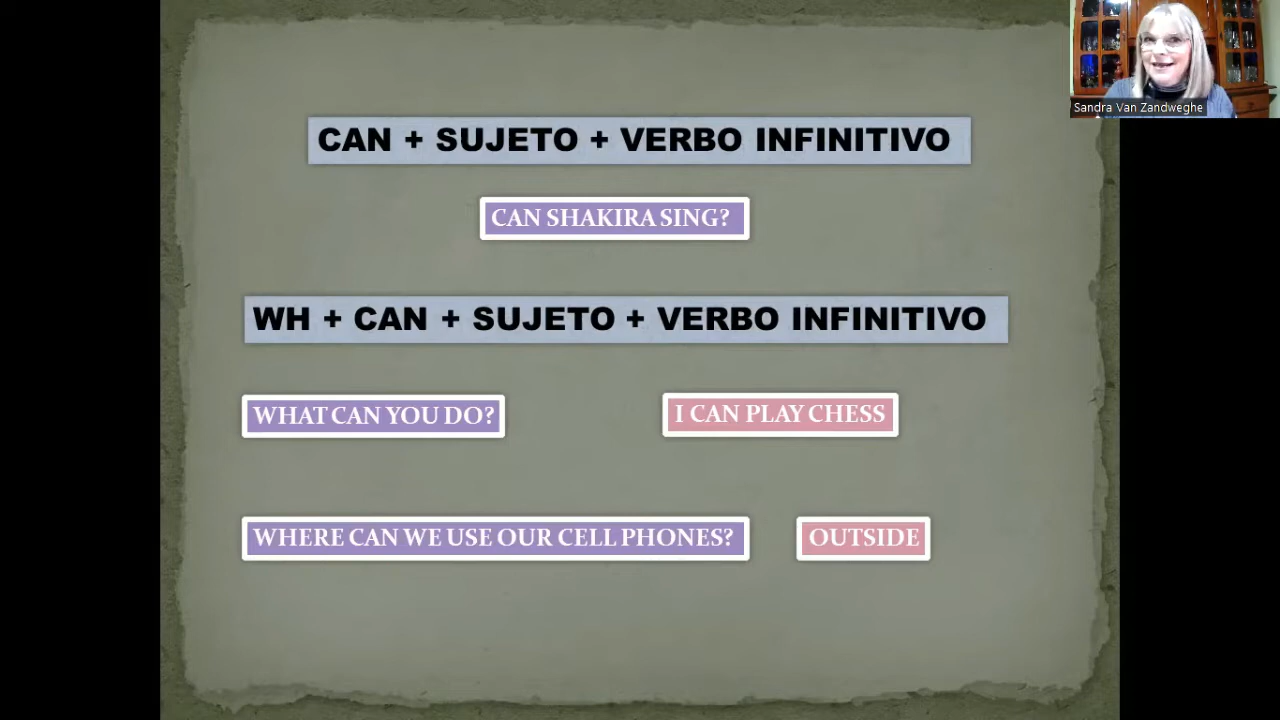 Sandra Van Zandweghe
CAN + SUJETO + VERBO INFINITIVO
CAN SHAKIRA SING?
WH + CAN + SUJETO + VERBO INFINITIVO
WHAT CAN YOU DO?
I CAN PLAY CHESS
WHERE CAN WE USE OUR CELL PHONES?
OUTSIDE